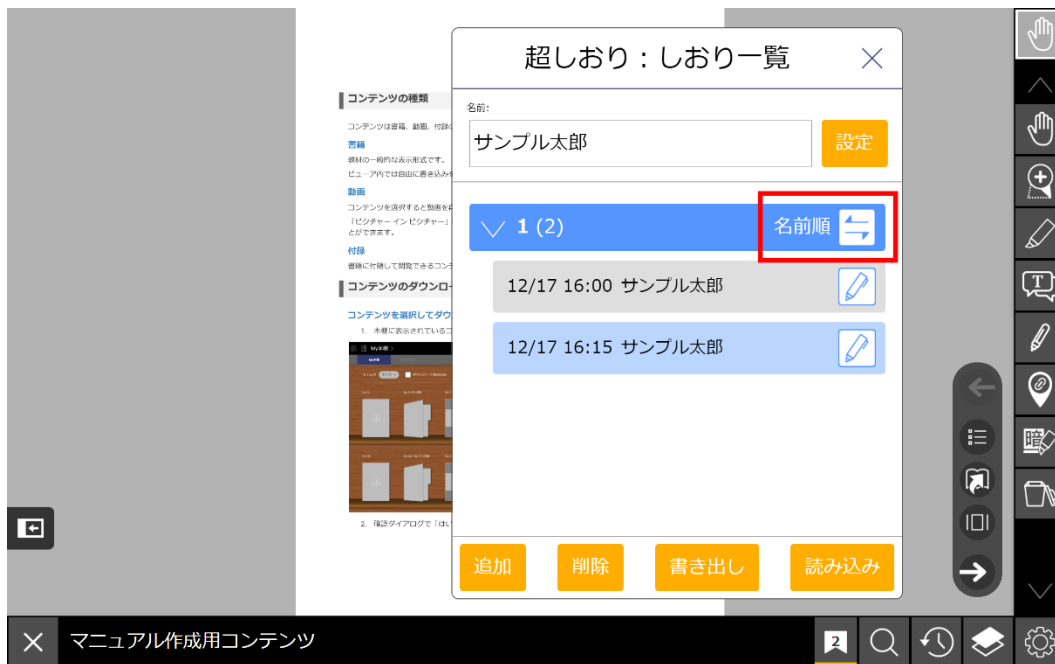 超しおり：しおり一覧
名前:
サンプル太郎
設定
1 (2)
名前順
12/17 16:00 サンプル太郎
12/17 16:15 サンプル太郎
追加
削除
書き出し
読み込み
コンテンツの種類
コンテンツは書籍、動画、付録の
書籍
教材の一般的な表示形式です。
ビューア内では自由に書き込みを
動画
コンテンツを選択すると動画を再
「ピクチャー イン ピクチャー」
とができます。
付録
書籍に付随して閲覧できるコンテ
コンテンツのダウンロー
コンテンツを選択してダウ
1. 本棚に表示されているコ
My本棚
2. 確認ダイアログで「はい
T
暗
マニュアル作成用コンテンツ
2